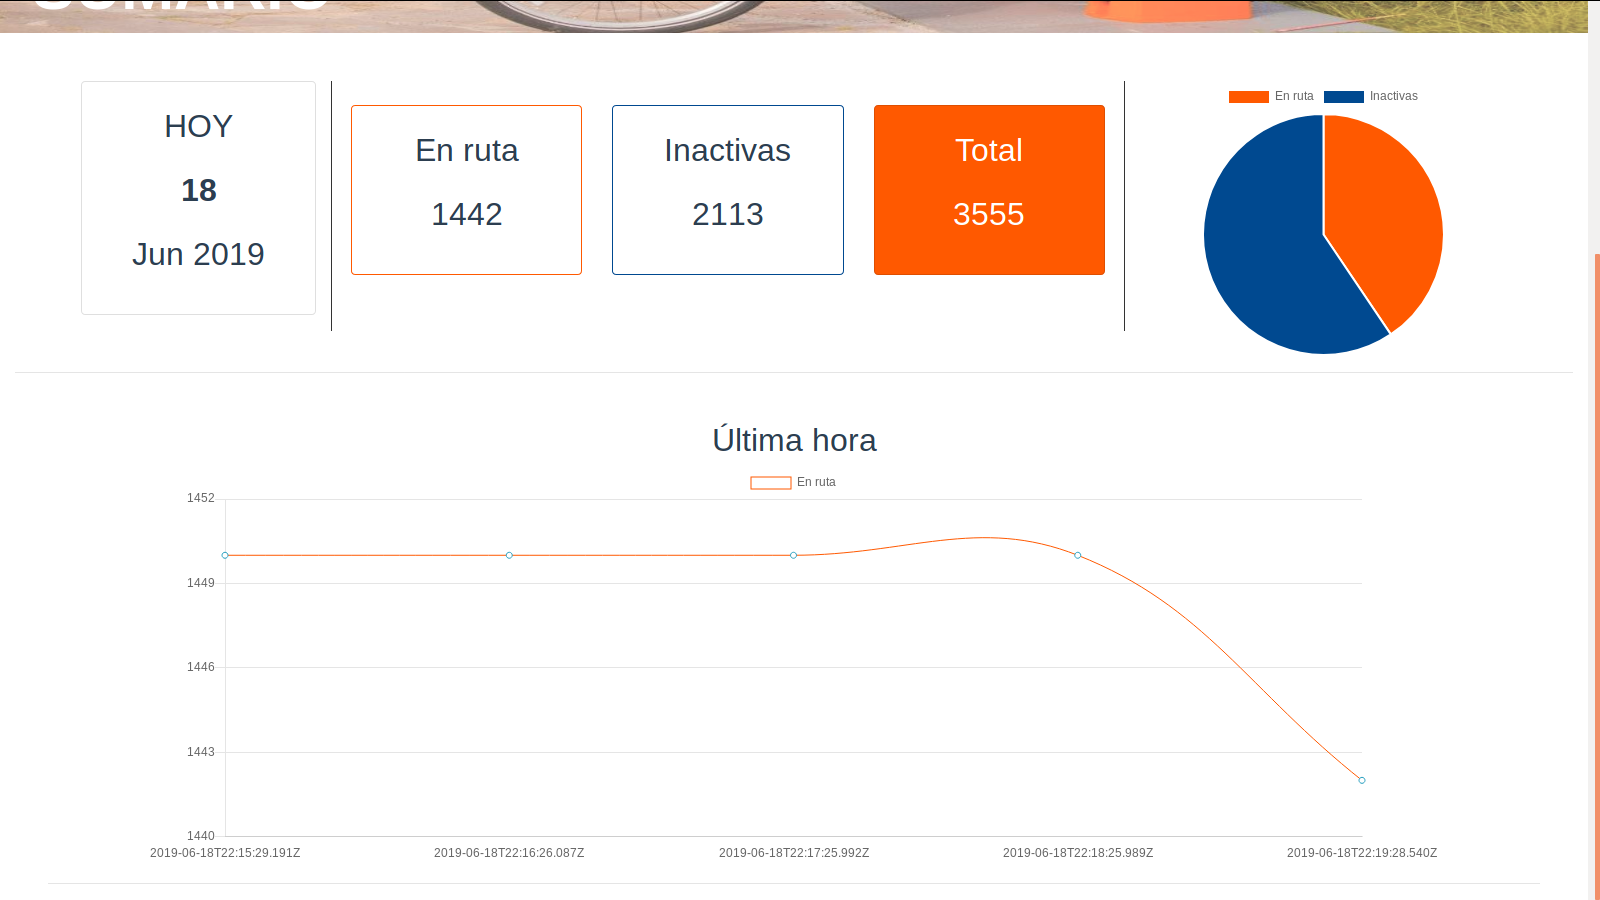 SUMARIO
HOY
18
Jun 2019
En ruta
1442
Inactivas
2113
Total
3555
En ruta
Inactivas
Última hora
En ruta
1452
1449
1446
1443
1440
2019-06-18T22:15:29.191Z
2019-06-18T22:16:26.087Z
2019-06-18T22:17:25.992Z
2019-06-18T22:18:25.989Z
2019-06-18T22:19:28.540Z